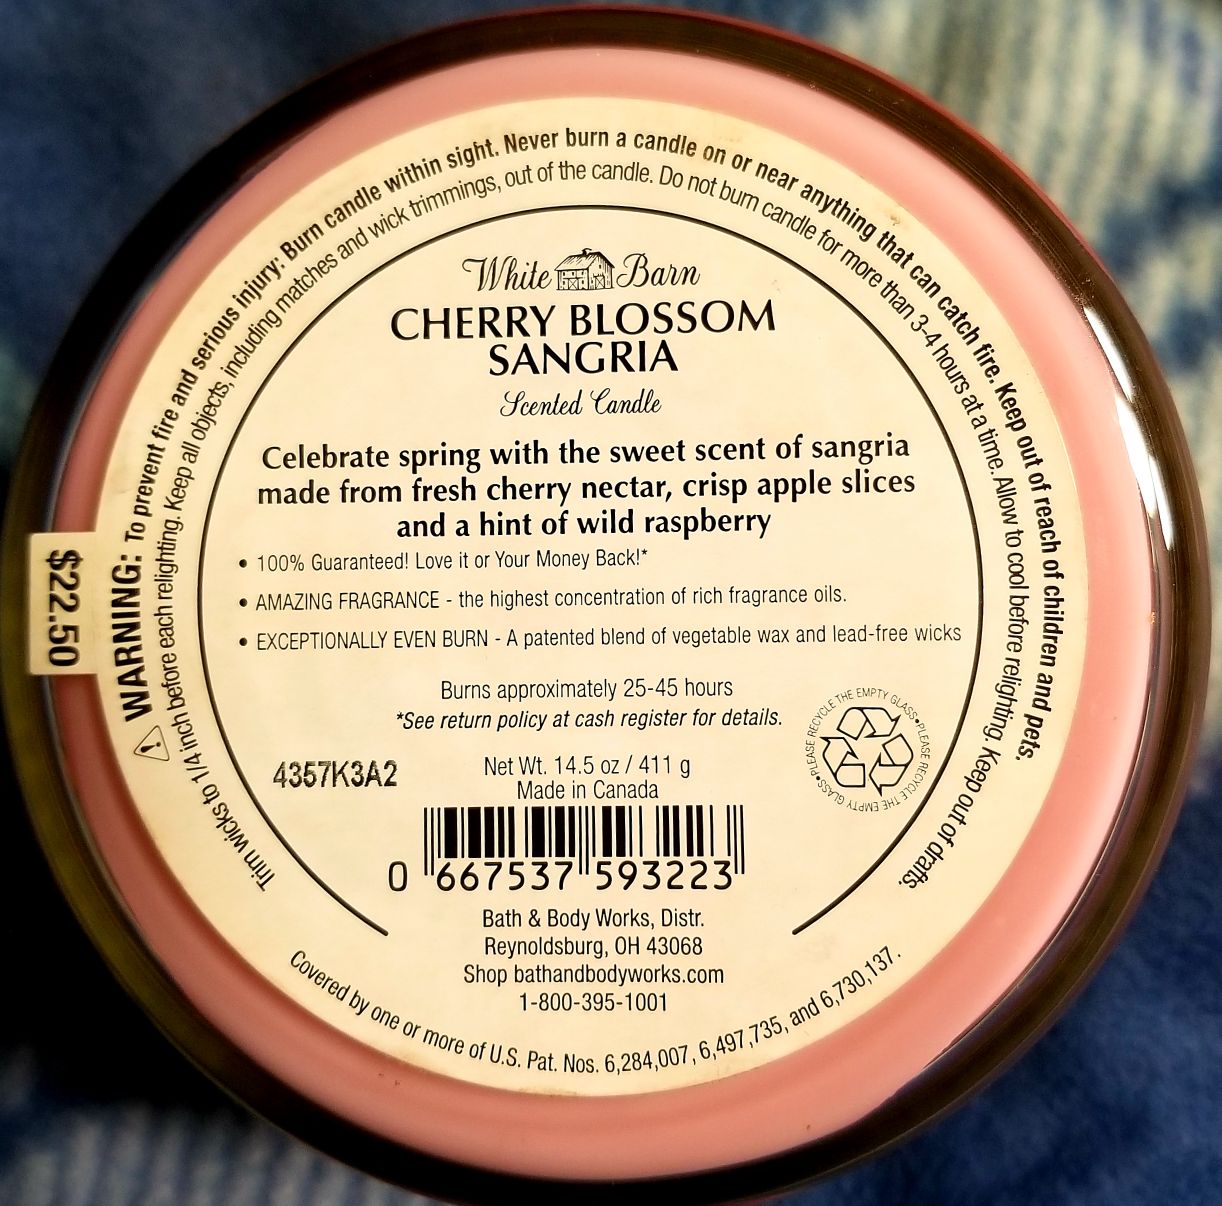 WARNING: To prevent fire and serious injury: Burn candle within sight. Never burn a candle on or near anything that can catch fire. Keep out of reach of children and pets.
Trim wicks to 1/4 inch before each relighting. Keep all objects, including matches and wick trimmings, out of the candle. Do not burn candle for more than 3-4 hours at a time. Allow to cool before relighting. Keep out of drafts.
White Barn
CHERRY BLOSSOM
SANGRIA
Scented Candle
Celebrate spring with the sweet scent of sangria
made from fresh cherry nectar, crisp apple slices
and a hint of wild raspberry
• 100% Guaranteed! Love it or Your Money Back!*
• AMAZING FRAGRANCE - the highest concentration of rich fragrance oils.
• EXCEPTIONALLY EVEN BURN - A patented blend of vegetable wax and lead-free wicks
$22.50
Burns approximately 25-45 hours
*See return policy at cash register for details.
PLEASE RECYCLE THE EMPTY GLASS • PLEASE RECYCLE THE EMPTY GLASS •
4357K3A2
Net Wt. 14.5 oz / 411 g
Made in Canada
0 667537 593223
Bath & Body Works, Distr.
Reynoldsburg, OH 43068
Shop bathandbodyworks.com
1-800-395-1001
Covered by one or more of U.S. Pat. Nos. 6,284,007, 6,497,735, and 6,730,137.